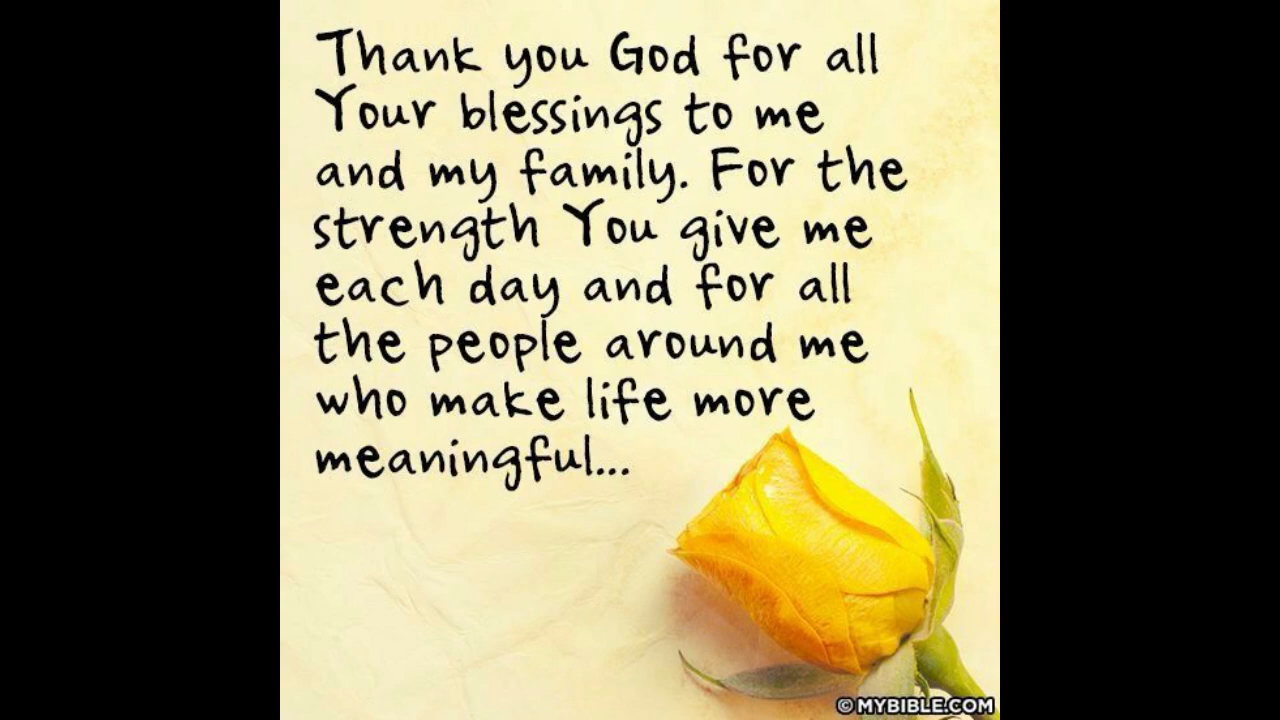 Thank you God for all
Your blessings to me
and my family. For the
strength You give me
each day and for all
the people around me
who make life more
meaningful...
© MYBIBLE.COM